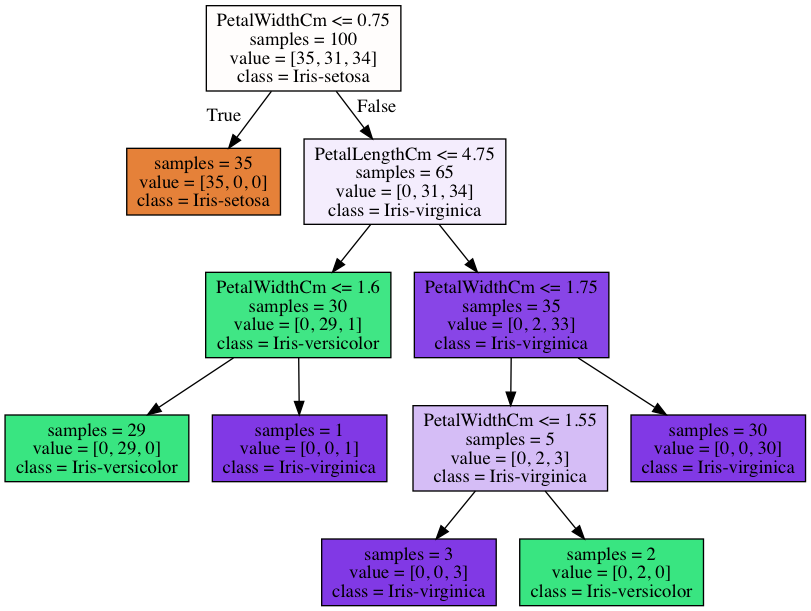 PetalWidthCm <= 0.75
samples = 100
value = [35, 31, 34]
class = Iris-setosa
True
False
samples = 35
value = [35, 0, 0]
class = Iris-setosa
PetalLengthCm <= 4.75
samples = 65
value = [0, 31, 34]
class = Iris-virginica
PetalWidthCm <= 1.6
samples = 30
value = [0, 29, 1]
class = Iris-versicolor
PetalWidthCm <= 1.75
samples = 35
value = [0, 2, 33]
class = Iris-virginica
samples = 29
value = [0, 29, 0]
class = Iris-versicolor
samples = 1
value = [0, 0, 1]
class = Iris-virginica
PetalWidthCm <= 1.55
samples = 5
value = [0, 2, 3]
class = Iris-virginica
samples = 30
value = [0, 0, 30]
class = Iris-virginica
samples = 3
value = [0, 0, 3]
class = Iris-virginica
samples = 2
value = [0, 2, 0]
class = Iris-versicolor